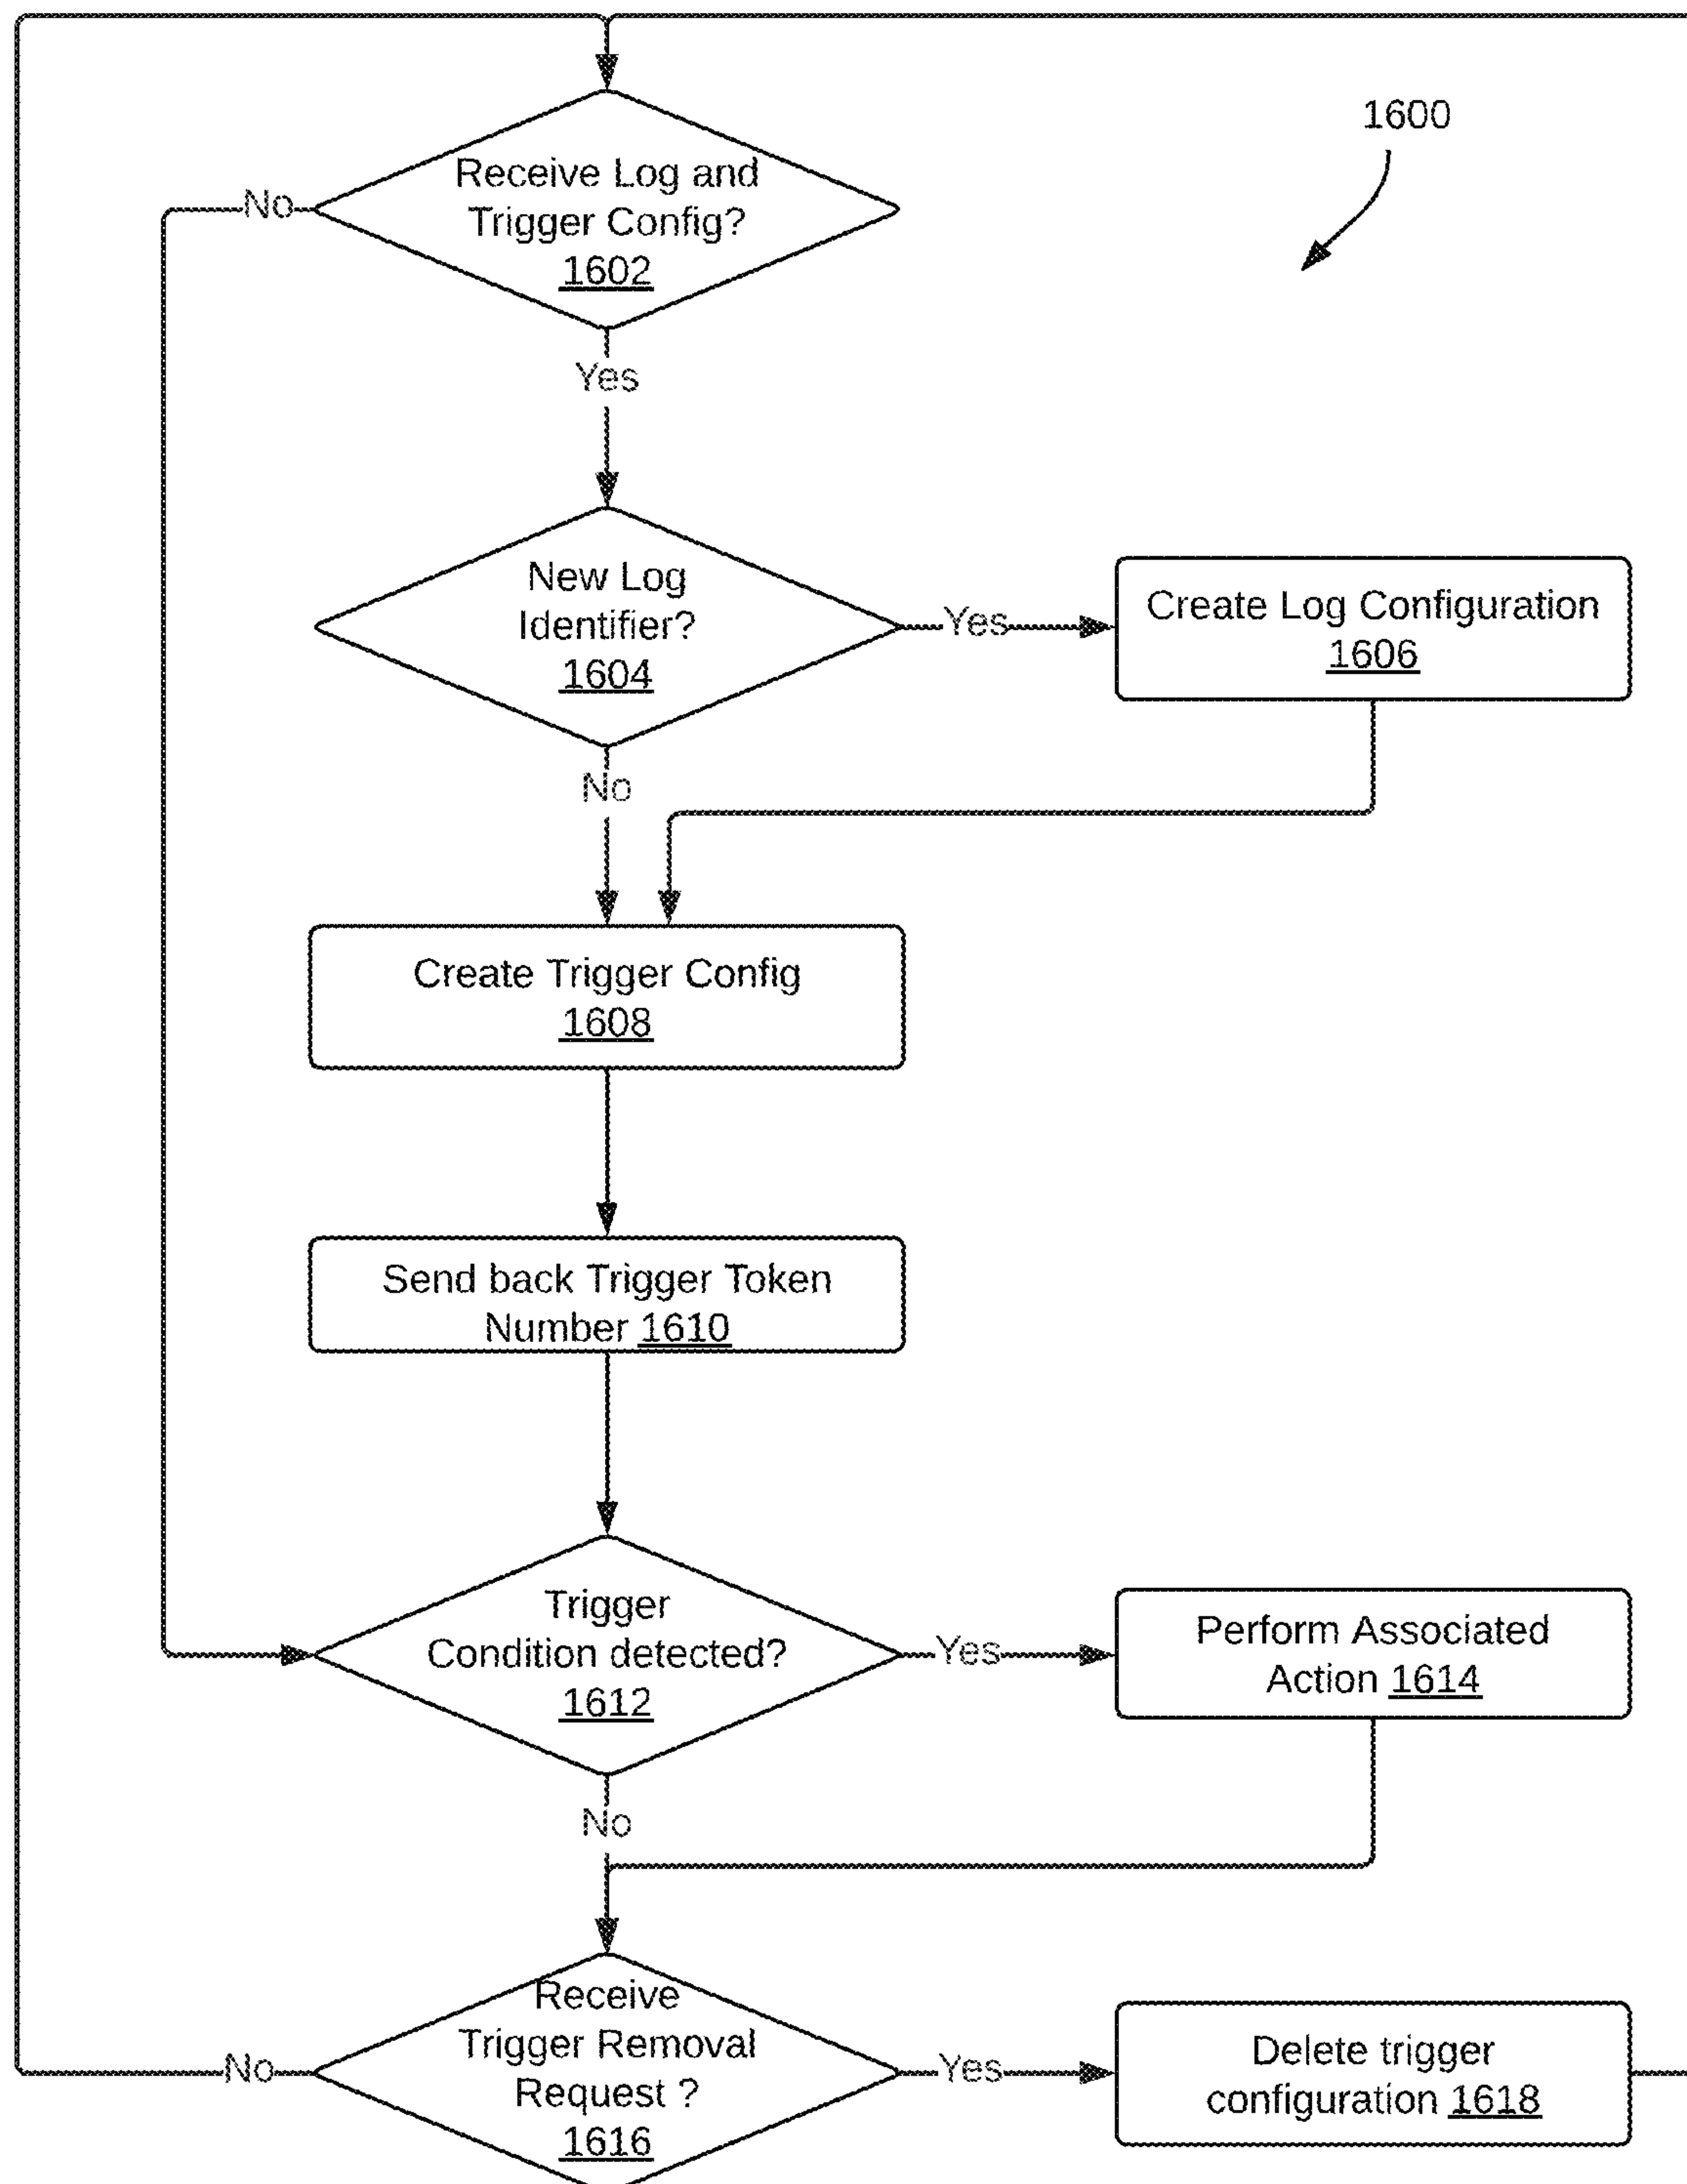 1600
Receive Log and
Trigger Config?
1602
No
Yes
New Log
Identifier?
1604
Yes
Create Log Configuration
1606
No
Create Trigger Config
1608
Send back Trigger Token
Number 1610
Trigger
Condition detected?
1612
Yes
Perform Associated
Action 1614
No
Receive
Trigger Removal
Request ?
1616
No
Yes
Delete trigger
configuration 1618